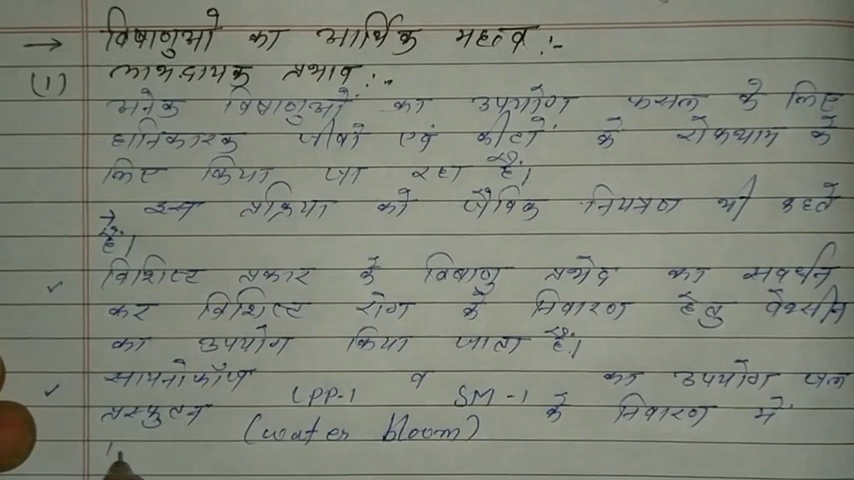 → विषाणुओ का आर्थिक महत्व :-
(1) लाभदायक प्रभाव :-
अनेक विषाणुओं का उपयोग फसल के लिए
हानिकारक जीवों एवं कीटों के रोकथाम के
लिए किया जा रहा है।
इस प्रक्रिया को जैविक नियंत्रण भी कहते
→ है।
✓ विशिष्ट प्रकार के विषाणु प्रभेद का संवर्धन
कर विशिष्ट रोग के निवारण हेतु वैक्सीन
का उपयोग किया जाता है।
✓ सायनोफॉज LPP-1 व SM-1 का उपयोग जल
प्रस्फुटन (water bloom) के निवारण में